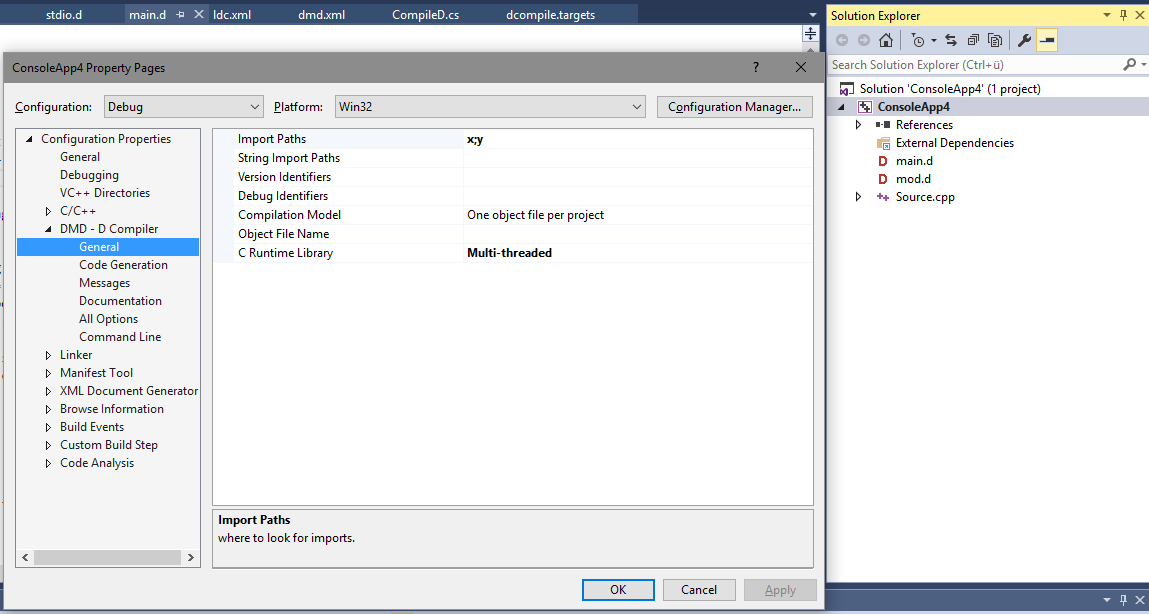 stdio.d main.d ldc.xml dmd.xml CompileD.cs dcompile.targets
ConsoleApp4 Property Pages ?
Configuration: Debug Platform: Win32 Configuration Manager...
Configuration Properties
General
Debugging
VC++ Directories
C/C++
DMD - D Compiler
General
Code Generation
Messages
Documentation
All Options
Command Line
Linker
Manifest Tool
XML Document Generator
Browse Information
Build Events
Custom Build Step
Code Analysis
Import Paths x;y
String Import Paths
Version Identifiers
Debug Identifiers
Compilation Model One object file per project
Object File Name
C Runtime Library Multi-threaded
Import Paths
where to look for imports.
OK Cancel Apply
Solution Explorer
Search Solution Explorer (Ctrl+ü)
Solution 'ConsoleApp4' (1 project)
ConsoleApp4
References
External Dependencies
D main.d
D mod.d
++ Source.cpp